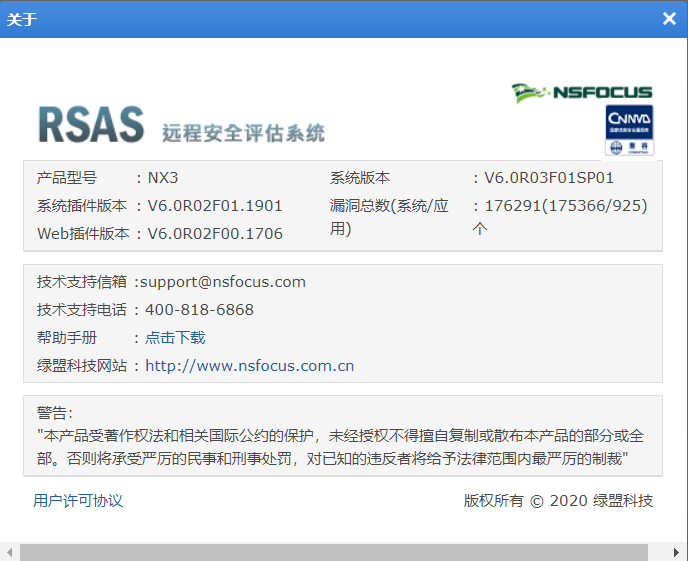 关于
NSFOCUS
CNNVD
RSAS 远程安全评估系统
产品型号 : NX3 系统版本 : V6.0R03F01SP01
系统插件版本 : V6.0R02F01.1901 漏洞总数(系统/应 : 176291(175366/925)
用) 个
Web插件版本 : V6.0R02F00.1706
技术支持信箱 :support@nsfocus.com
技术支持电话 : 400-818-6868
帮助手册 : 点击下载
绿盟科技网站 : http://www.nsfocus.com.cn
警告:
"本产品受著作权法和相关国际公约的保护，未经授权不得擅自复制或散布本产品的部分或全
部。否则将承受严厉的民事和刑事处罚，对已知的违反者将给予法律范围内最严厉的制裁"
用户许可协议 版权所有 © 2020 绿盟科技